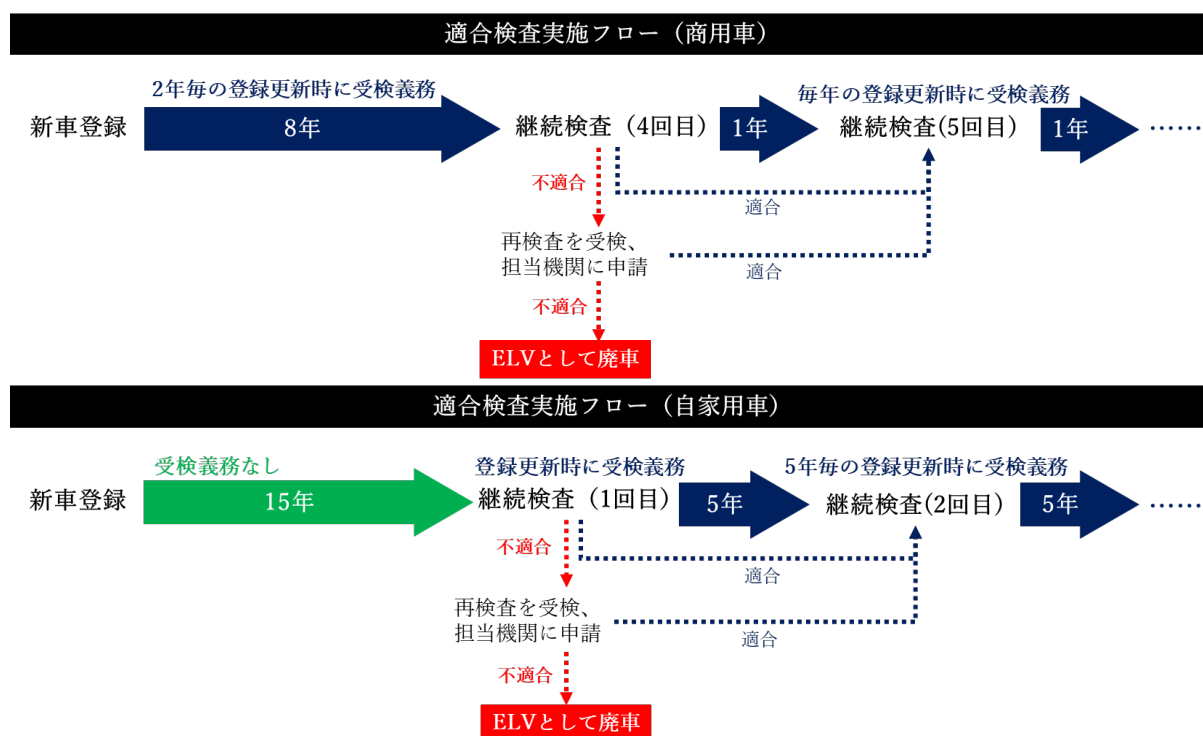 適合検査実施フロー（商用車）
2年毎の登録更新時に受検義務
毎年の登録更新時に受検義務
新車登録
8年
継続検査（4回目）
1年
継続検査(5回目)
1年
……
不適合
適合
再検査を受検、
担当機関に申請
適合
不適合
ELVとして廃車
適合検査実施フロー（自家用車）
受検義務なし
登録更新時に受検義務
5年毎の登録更新時に受検義務
新車登録
15年
継続検査（1回目）
5年
継続検査(2回目)
5年
……
不適合
適合
再検査を受検、
担当機関に申請
適合
不適合
ELVとして廃車